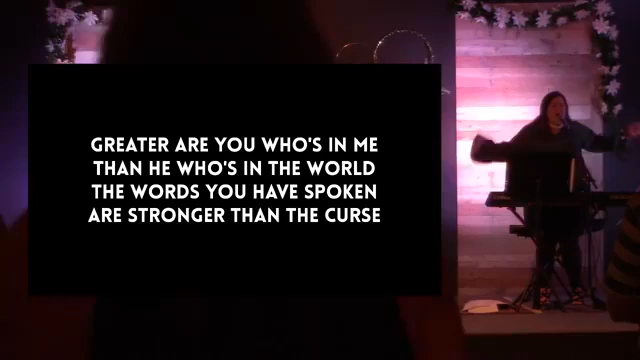 GREATER ARE YOU WHO'S IN ME
THAN HE WHO'S IN THE WORLD
THE WORDS YOU HAVE SPOKEN
ARE STRONGER THAN THE CURSE